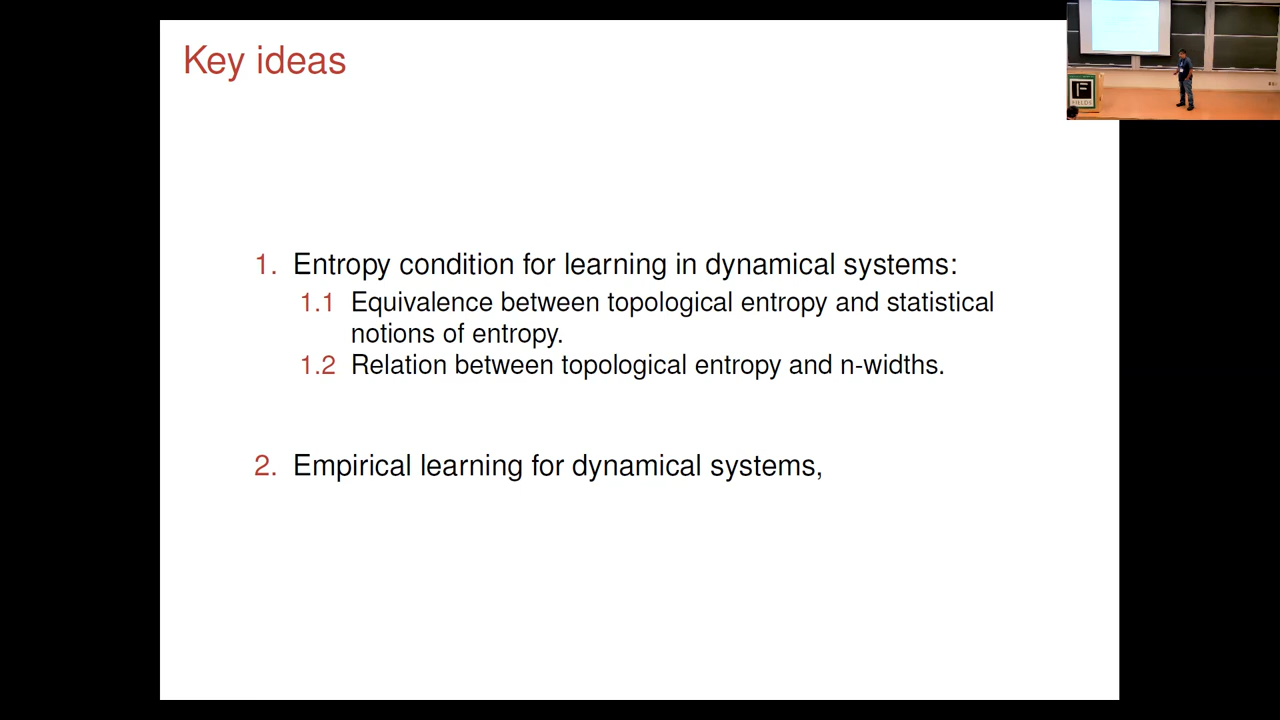 Key ideas
1. Entropy condition for learning in dynamical systems:
1.1 Equivalence between topological entropy and statistical
notions of entropy.
1.2 Relation between topological entropy and n-widths.
2. Empirical learning for dynamical systems,
FIELDS